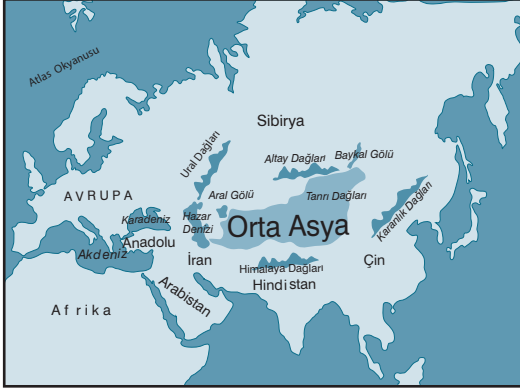 Atlas Okyanusu
Sibirya
Ural Dağları
Altay Dağları
Baykal Gölü
AVRUPA
Aral Gölü
Tanrı Dağları
Karanlık Dağları
Karadeniz
Hazar
Denizi
Orta Asya
Anadolu
Akdeniz
İran
Himalaya Dağları
Çin
Hindistan
Arabistan
Afrika